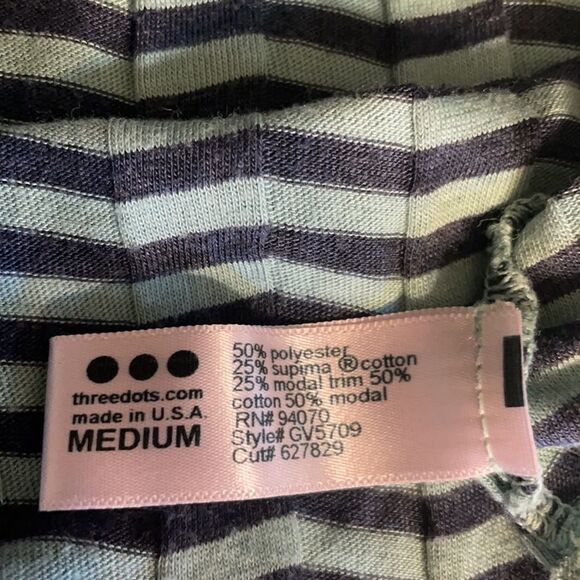 threedots.com
made in U.S.A.
MEDIUM
50% polyester
25% supima ® cotton
25% modal trim 50%
cotton 50% modal
RN# 94070
Style# GV5709
Cut# 627829